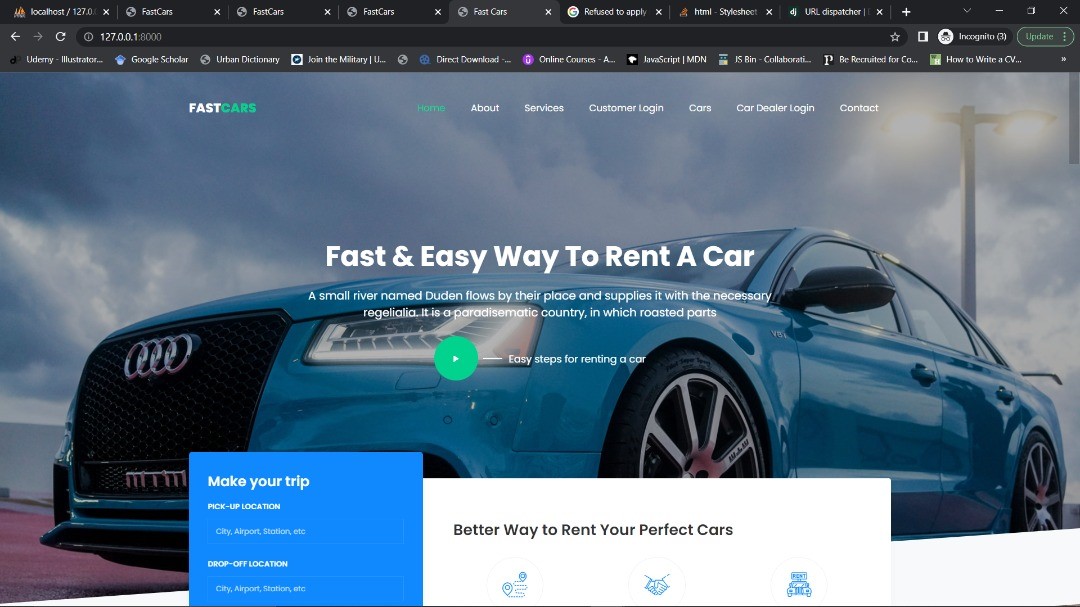 localhost / 127.0.
FastCars
FastCars
FastCars
Fast Cars
Refused to apply
html - Stylesheet
URL dispatcher |
127.0.0.1:8000
Incognito (3)
Update
Udemy - Illustrator...
Google Scholar
Urban Dictionary
Join the Military | U...
Direct Download -...
Online Courses - A...
JavaScript | MDN
JS Bin - Collaborati...
Be Recruited for Co...
How to Write a CV...
»
FASTCARS
Home
About
Services
Customer Login
Cars
Car Dealer Login
Contact
Fast & Easy Way To Rent A Car
A small river named Duden flows by their place and supplies it with the necessary
regelialia. It is a paradisematic country, in which roasted parts
Easy steps for renting a car
Make your trip
PICK-UP LOCATION
City, Airport, Station, etc
DROP-OFF LOCATION
City, Airport, Station, etc
Better Way to Rent Your Perfect Cars